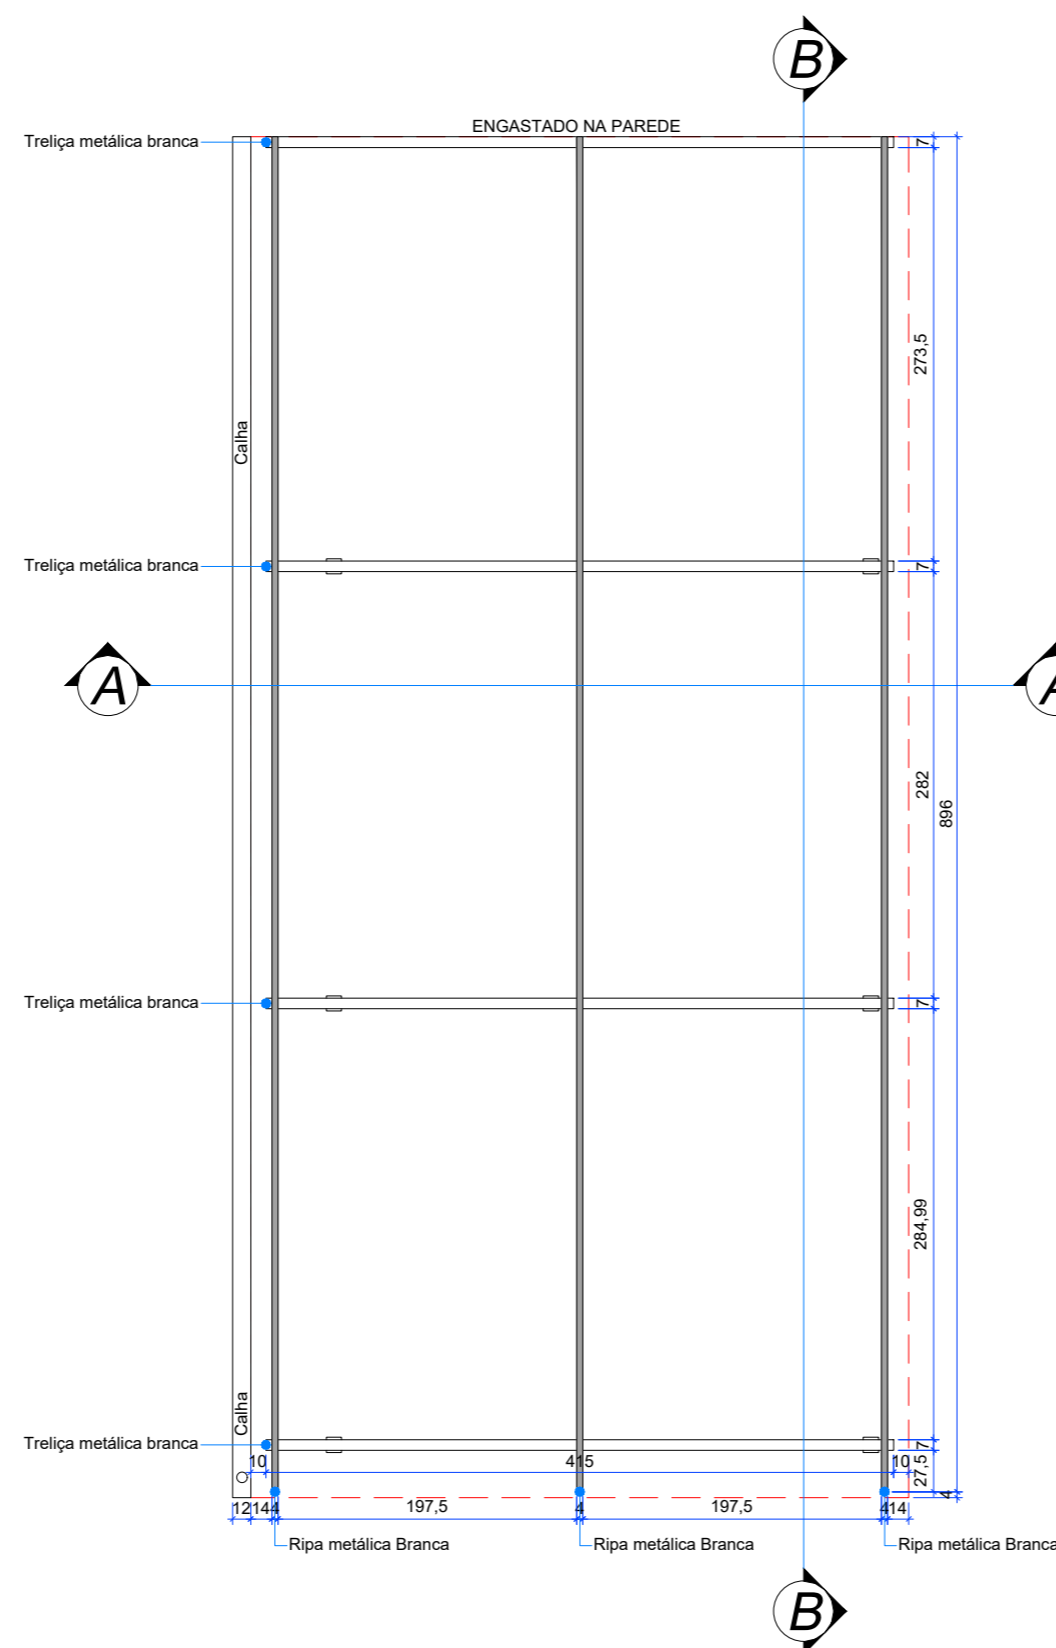 B
ENGASTADO NA PAREDE
Treliça metálica branca
7
273,5
Calha
Treliça metálica branca
7
A
A
282
896
Treliça metálica branca
7
284,99
Calha
Treliça metálica branca
7
10
415
10
27,5
4
12
14
4
197,5
4
197,5
4
14
Ripa metálica Branca
Ripa metálica Branca
Ripa metálica Branca
B